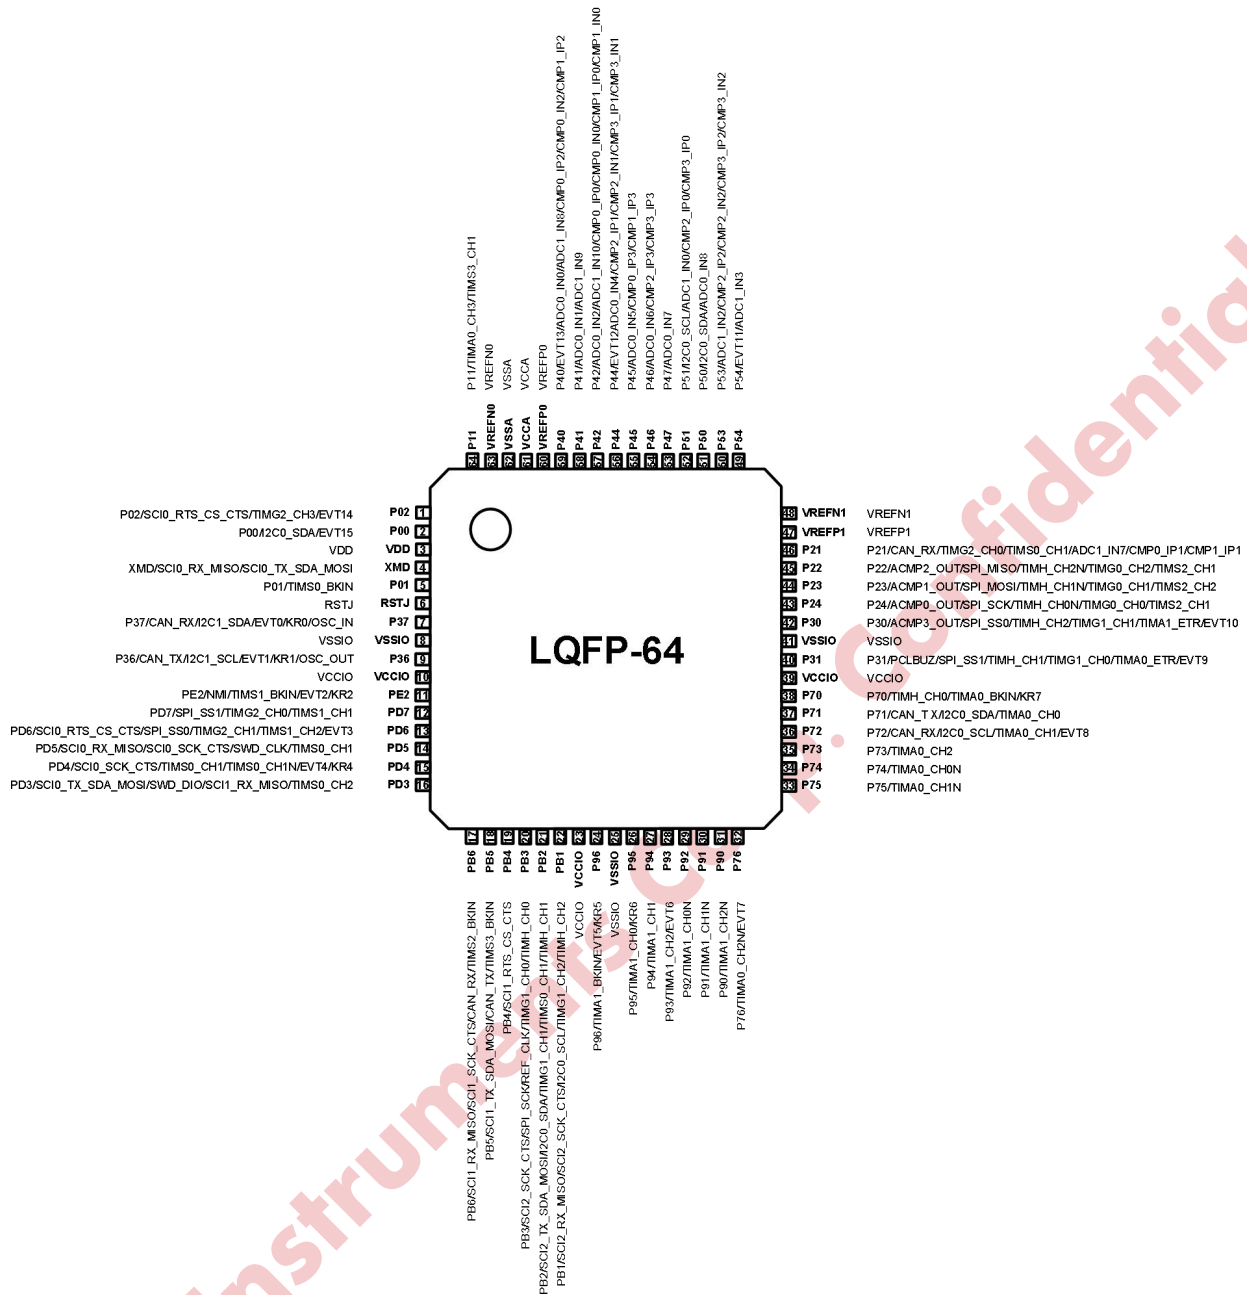 P11/TIMA0_CH3/TIMS3_CH1
VREFN0
VSSA
VCCA
VREFP0
P40/EVT13/ADC0_IN0/ADC1_IN8/CMP0_IP2/CMP0_IN2/CMP1_IP2
P41/ADC0_IN1/ADC1_IN9
P42/ADC0_IN2/ADC1_IN10/CMP0_IP0/CMP0_IN0/CMP1_IP0/CMP1_IN0
P44/EVT12ADC0_IN4/CMP2_IP1/CMP2_IN1/CMP3_IP1/CMP3_IN1
P45/ADC0_IN5/CMP0_IP3/CMP1_IP3
P46/ADC0_IN6/CMP2_IP3/CMP3_IP3
P47/ADC0_IN7
P51/I2C0_SCL/ADC1_IN0/CMP2_IP0/CMP3_IP0
P50/I2C0_SDA/ADC0_IN8
P53/ADC1_IN2/CMP2_IP2/CMP2_IN2/CMP3_IP2/CMP3_IN2
P54/EVT11/ADC1_IN3
64 P11
63 VREFN0
62 VSSA
61 VCCA
60 VREFP0
59 P40
58 P41
57 P42
56 P44
55 P45
54 P46
53 P47
52 P51
51 P50
50 P53
49 P54
P02/SCI0_RTS_CS_CTS/TIMG2_CH3/EVT14 P02 1
P00/I2C0_SDA/EVT15 P00 2
VDD VDD 3
XMD/SCI0_RX_MISO/SCI0_TX_SDA_MOSI XMD 4
P01/TIMS0_BKIN P01 5
RSTJ RSTJ 6
P37/CAN_RX/I2C1_SDA/EVT0/KR0/OSC_IN P37 7
VSSIO VSSIO 8
P36/CAN_TX/I2C1_SCL/EVT1/KR1/OSC_OUT P36 9
VCCIO VCCIO 10
PE2/NMI/TIMS1_BKIN/EVT2/KR2 PE2 11
PD7/SPI_SS1/TIMG2_CH0/TIMS1_CH1 PD7 12
PD6/SCI0_RTS_CS_CTS/SPI_SS0/TIMG2_CH1/TIMS1_CH2/EVT3 PD6 13
PD5/SCI0_RX_MISO/SCI0_SCK_CTS/SWD_CLK/TIMS0_CH1 PD5 14
PD4/SCI0_SCK_CTS/TIMS0_CH1/TIMS0_CH1N/EVT4/KR4 PD4 15
PD3/SCI0_TX_SDA_MOSI/SWD_DIO/SCI1_RX_MISO/TIMS0_CH2 PD3 16
LQFP-64
48 VREFN1 VREFN1
47 VREFP1 VREFP1
46 P21 P21/CAN_RX/TIMG2_CH0/TIMS0_CH1/ADC1_IN7/CMP0_IP1/CMP1_IP1
45 P22 P22/ACMP2_OUT/SPI_MISO/TIMH_CH2N/TIMG0_CH2/TIMS2_CH1
44 P23 P23/ACMP1_OUT/SPI_MOSI/TIMH_CH1N/TIMG0_CH1/TIMS2_CH2
43 P24 P24/ACMP0_OUT/SPI_SCK/TIMH_CH0N/TIMG0_CH0/TIMS2_CH1
42 P30 P30/ACMP3_OUT/SPI_SS0/TIMH_CH2/TIMG1_CH1/TIMA1_ETR/EVT10
41 VSSIO VSSIO
40 P31 P31/PCLBUZ/SPI_SS1/TIMH_CH1/TIMG1_CH0/TIMA0_ETR/EVT9
39 VCCIO VCCIO
38 P70 P70/TIMH_CH0/TIMA0_BKIN/KR7
37 P71 P71/CAN_TX/I2C0_SDA/TIMA0_CH0
36 P72 P72/CAN_RX/I2C0_SCL/TIMA0_CH1/EVT8
35 P73 P73/TIMA0_CH2
34 P74 P74/TIMA0_CH0N
33 P75 P75/TIMA0_CH1N
PB6 17
PB5 18
PB4 19
PB3 20
PB2 21
PB1 22
VCCIO 23
P96 24
VSSIO 25
P95 26
P94 27
P93 28
P92 29
P91 30
P90 31
P76 32
PB6/SCI1_RX_MISO/SCI1_SCK_CTS/CAN_RX/TIMS2_BKIN
PB5/SCI1_TX_SDA_MOSI/CAN_TX/TIMS3_BKIN
PB4/SCI1_RTS_CS_CTS
PB3/SCI2_SCK_CTS/SPI_SCK/REF_CLK/TIMG1_CH0/TIMH_CH0
PB2/SCI2_TX_SDA_MOSI/I2C0_SDA/TIMG1_CH1/TIMS0_CH1/TIMH_CH1
PB1/SCI2_RX_MISO/SCI2_SCK_CTS/I2C0_SCL/TIMG1_CH2/TIMH_CH2
VCCIO
P96/TIMA1_BKIN/EVT5/KR5
VSSIO
P95/TIMA1_CH0/KR6
P94/TIMA1_CH1
P93/TIMA1_CH2/EVT6
P92/TIMA1_CH0N
P91/TIMA1_CH1N
P90/TIMA1_CH2N
P76/TIMA0_CH2N/EVT7
Confidential